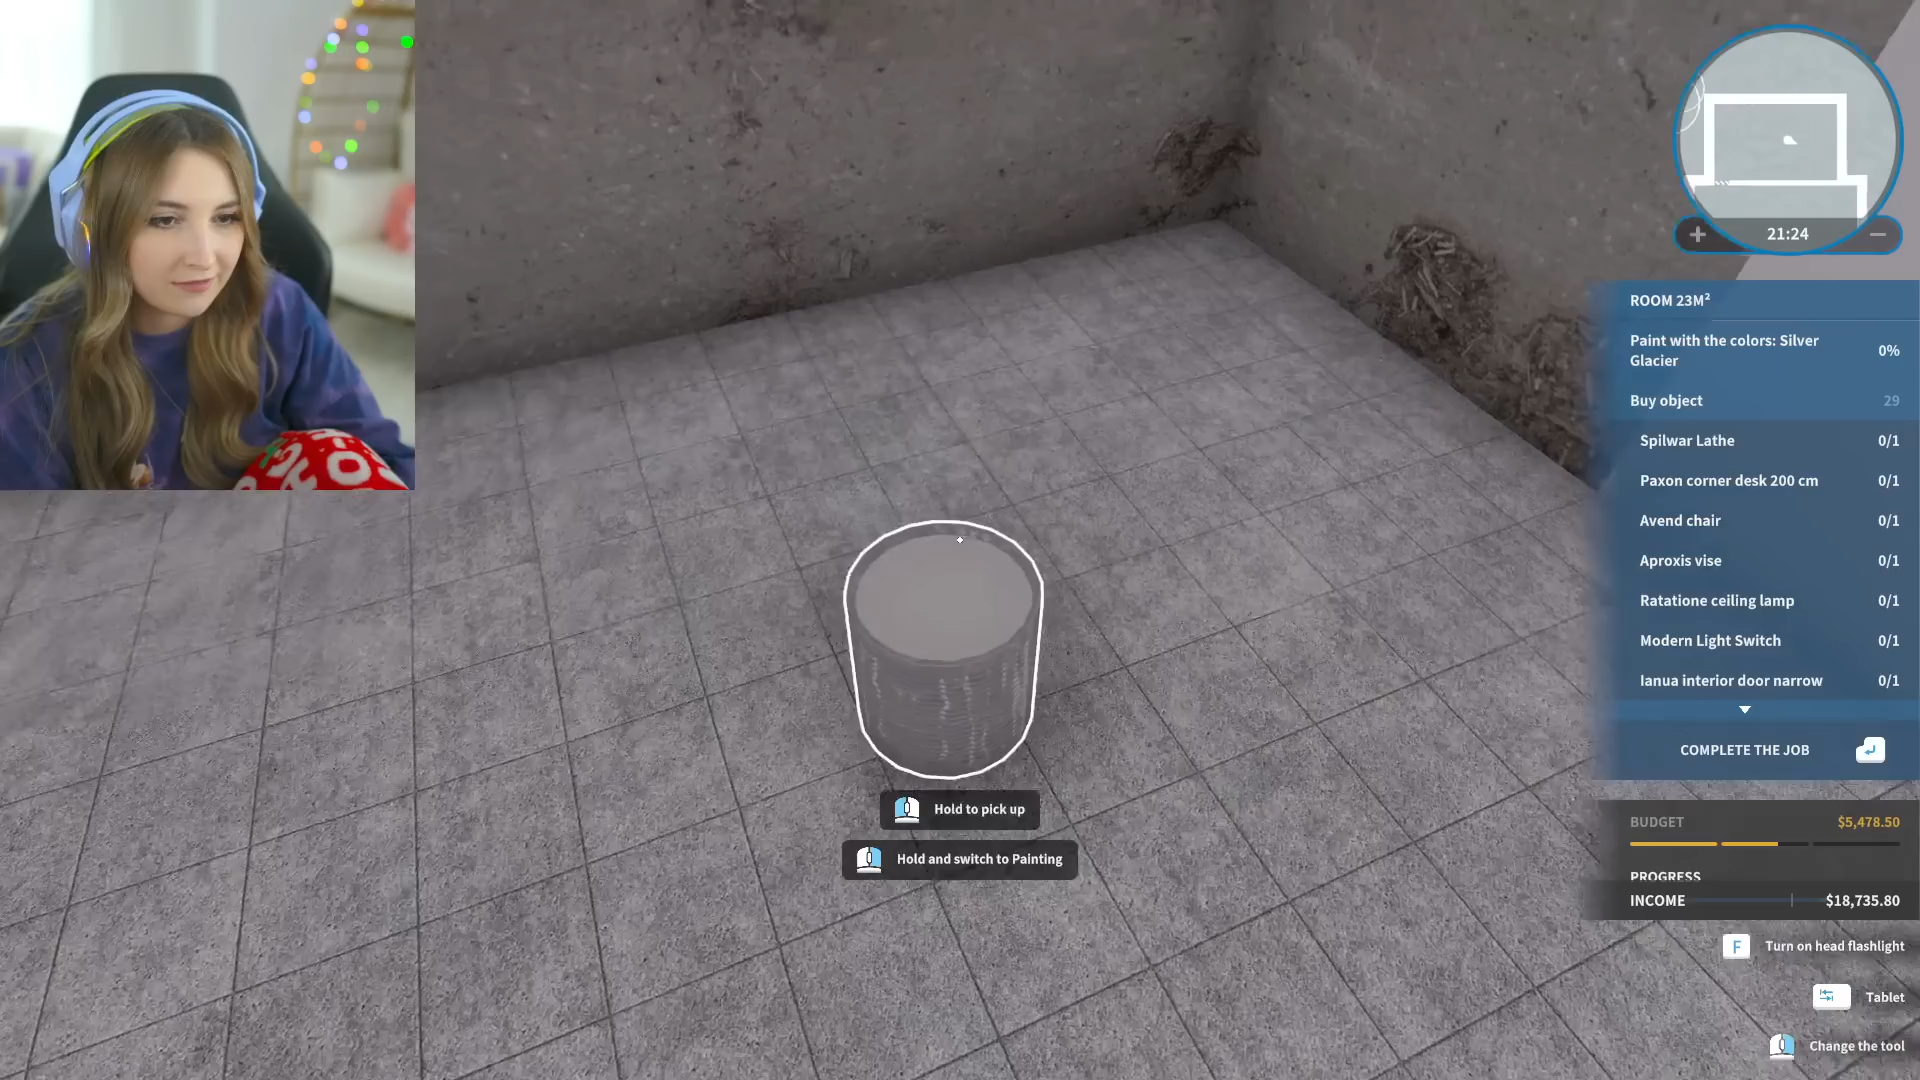 21:24
ROOM 23M²
Paint with the colors: Silver
Glacier
0%
Buy object 29
Spilwar Lathe 0/1
Paxon corner desk 200 cm 0/1
Avend chair 0/1
Aproxis vise 0/1
Ratatione ceiling lamp 0/1
Modern Light Switch 0/1
Ianua interior door narrow 0/1
COMPLETE THE JOB
Hold to pick up
Hold and switch to Painting
BUDGET $5,478.50
PROGRESS
INCOME $18,735.80
F Turn on head flashlight
Tablet
Change the tool